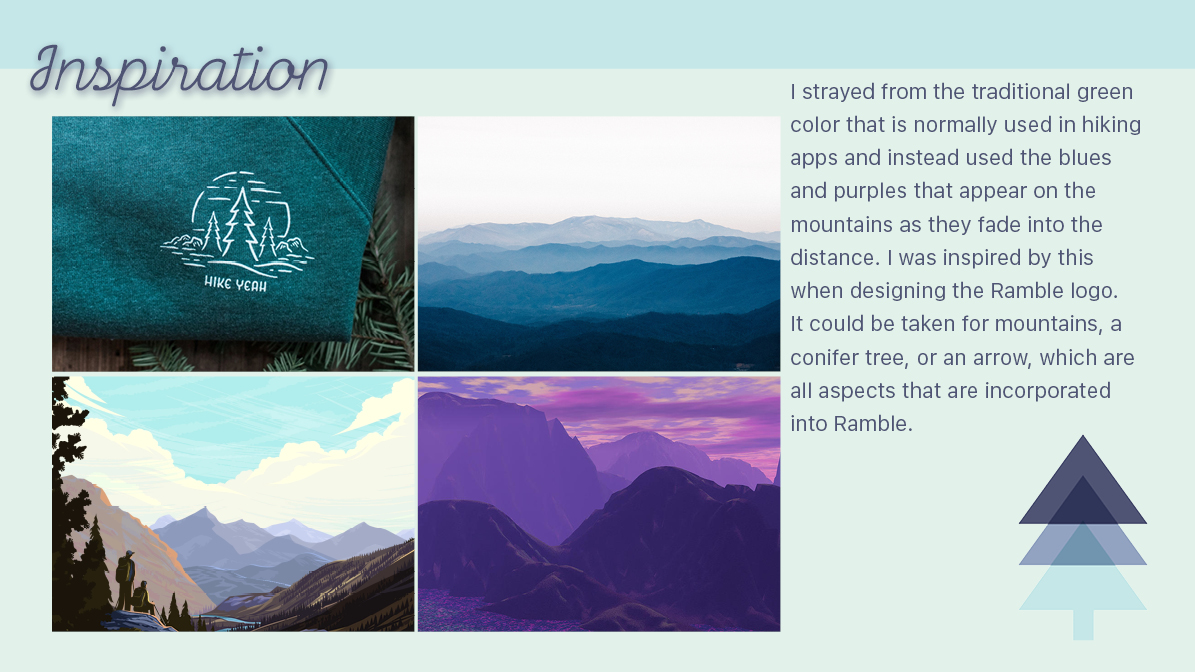 Inspiration
HIKE YEAH
I strayed from the traditional green
color that is normally used in hiking
apps and instead used the blues
and purples that appear on the
mountains as they fade into the
distance. I was inspired by this
when designing the Ramble logo.
It could be taken for mountains, a
conifer tree, or an arrow, which are
all aspects that are incorporated
into Ramble.